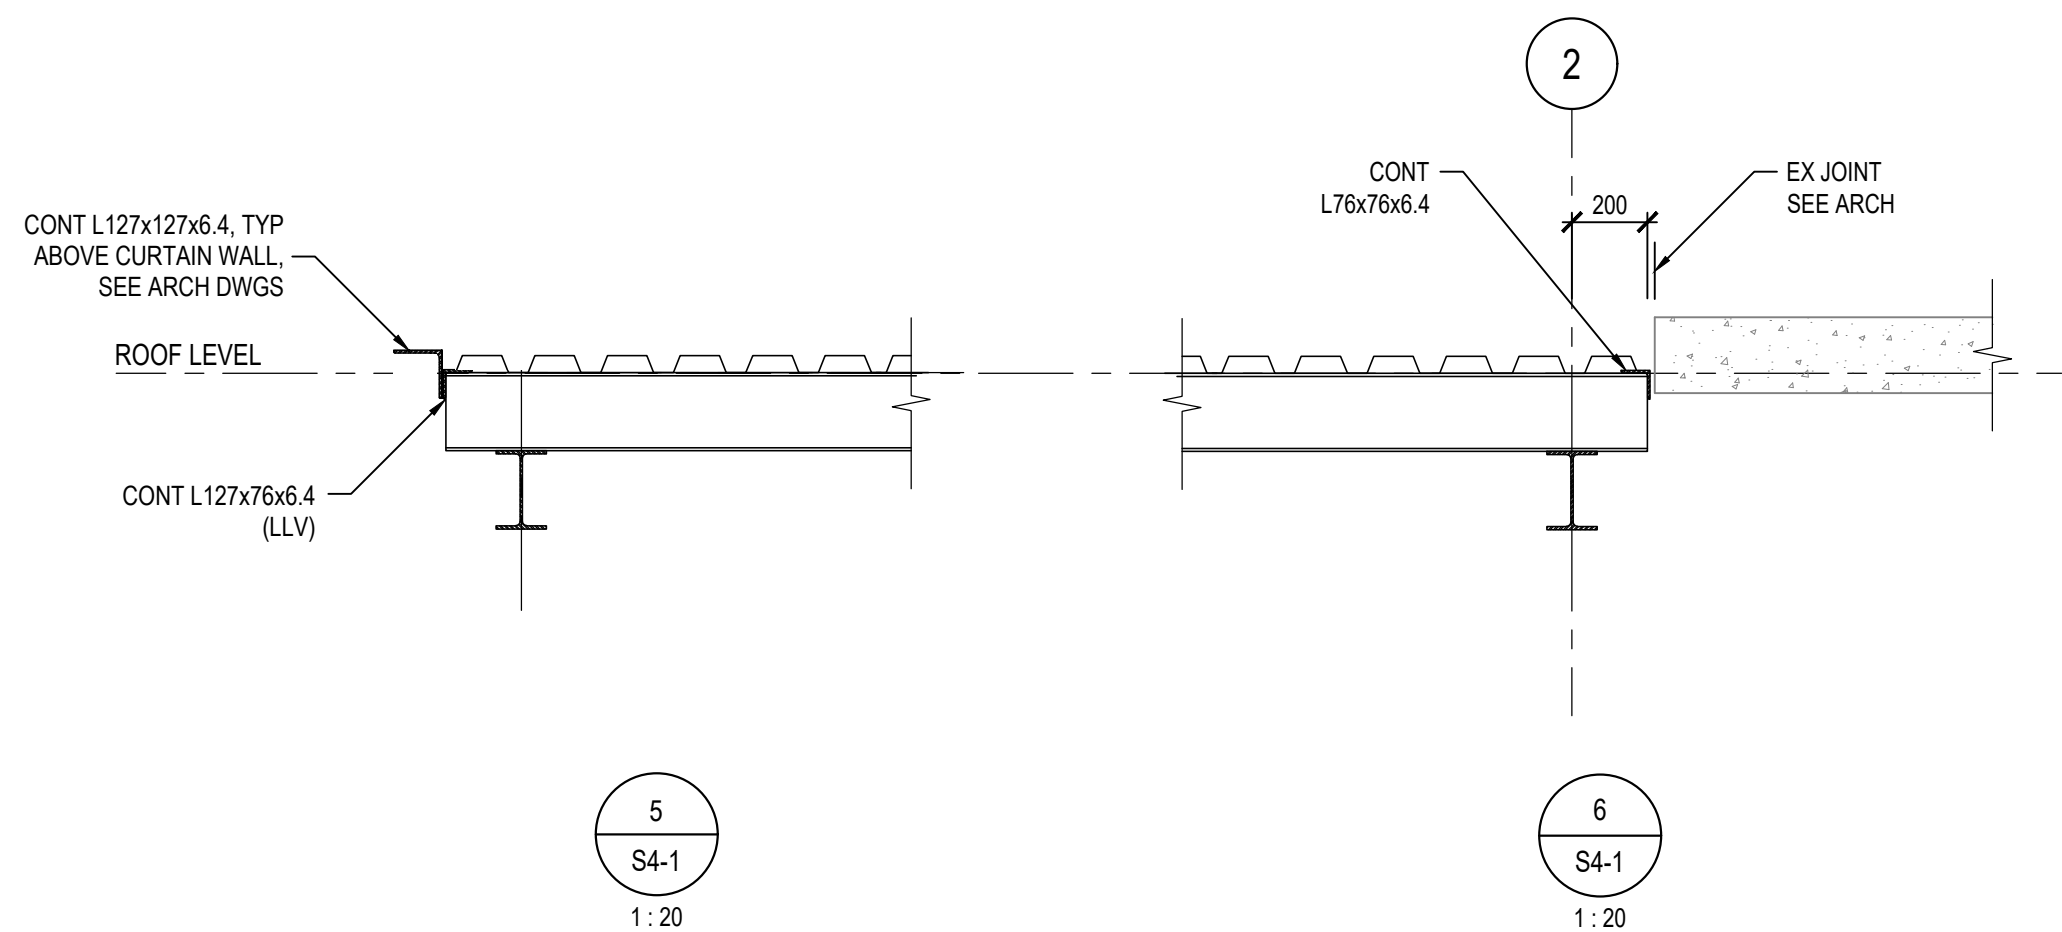 2
CONT
L76x76x6.4
200
EX JOINT
SEE ARCH
CONT L127x127x6.4, TYP
ABOVE CURTAIN WALL,
SEE ARCH DWGS
ROOF LEVEL
CONT L127x76x6.4
(LLV)
5
S4-1
1 : 20
6
S4-1
1 : 20